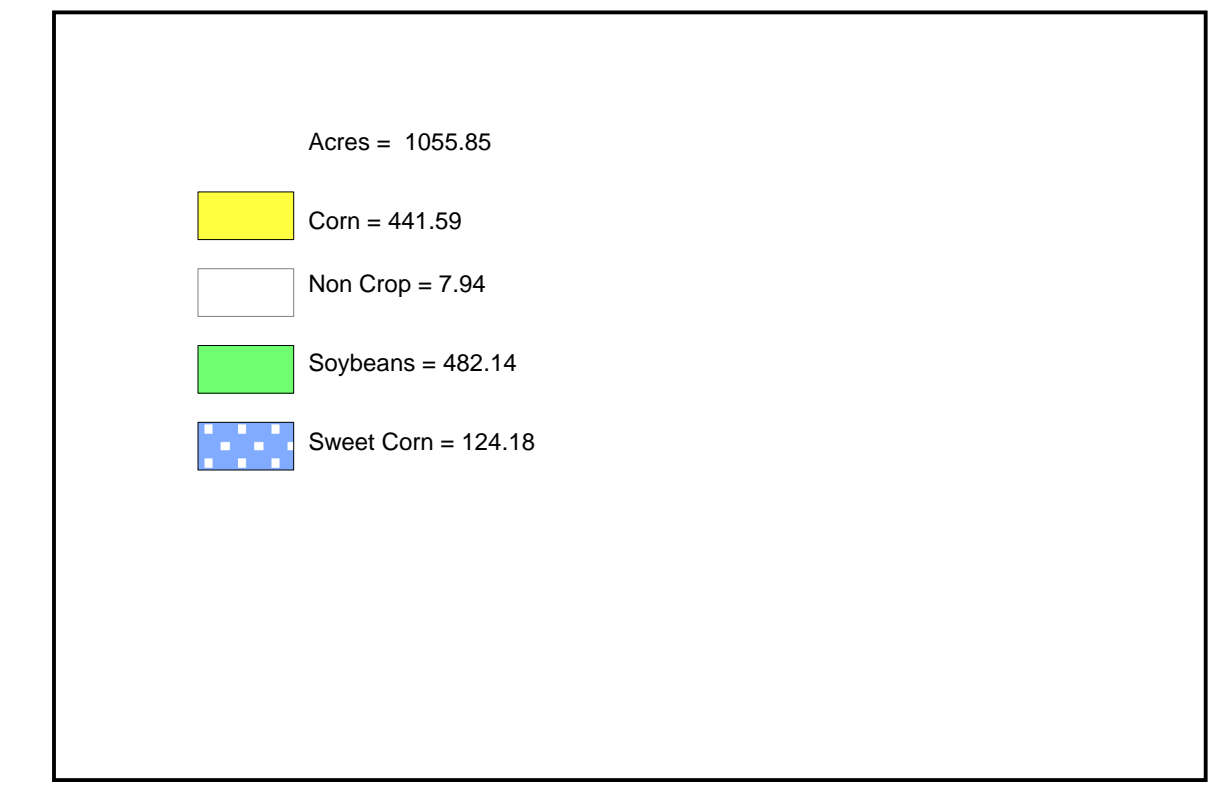 Acres =  1055.85
Corn = 441.59
Non Crop = 7.94
Soybeans = 482.14
Sweet Corn = 124.18